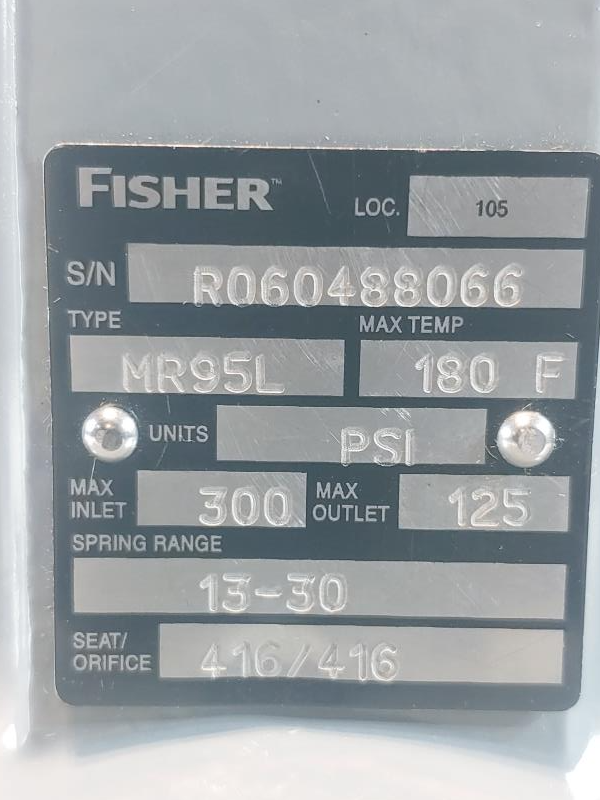 FISHER™
LOC. 105
S/N R060488066
TYPE MAX TEMP
MR95L 180 F
UNITS PSI
MAX INLET 300 MAX OUTLET 125
SPRING RANGE
13-30
SEAT/
ORIFICE 416/416